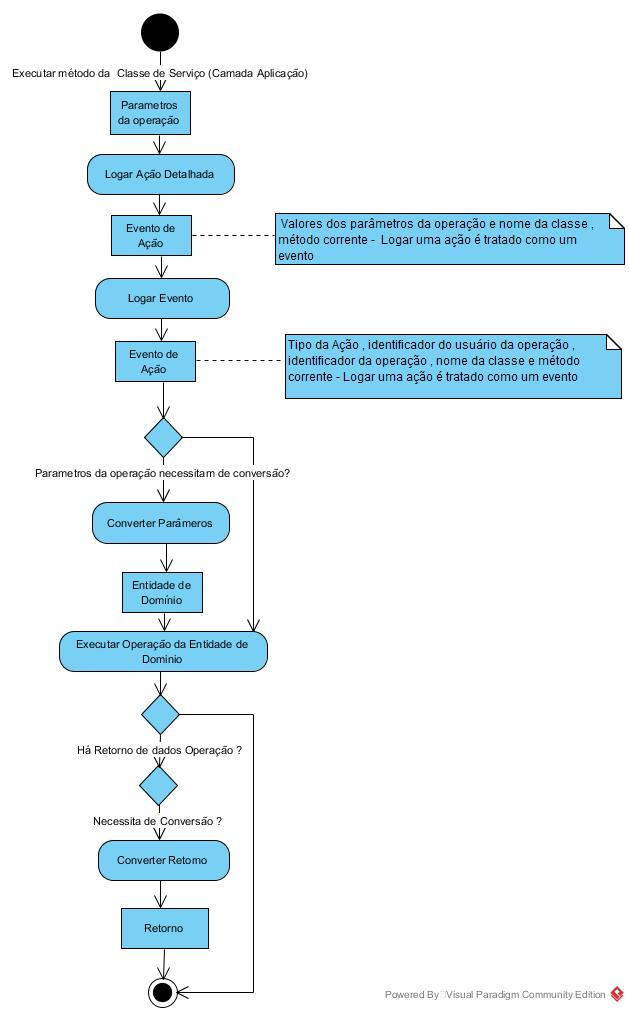 Executar método da Classe de Serviço (Camada Aplicação)
Parametros
da operação
Logar Ação Detalhada
Evento de
Ação
Valores dos parâmetros da operação e nome da classe ,
método corrente - Logar uma ação é tratado como um
evento
Logar Evento
Evento de
Ação
Tipo da Ação , identificador do usuário da operação ,
identificador da operação , nome da classe e método
corrente - Logar uma ação é tratado como um evento
Parametros da operação necessitam de conversão?
Converter Parâmeros
Entidade de
Domínio
Executar Operação da Entidade de
Dominio
Há Retorno de dados Operação ?
Necessita de Conversão ?
Converter Retorno
Retorno
Powered By Visual Paradigm Community Edition